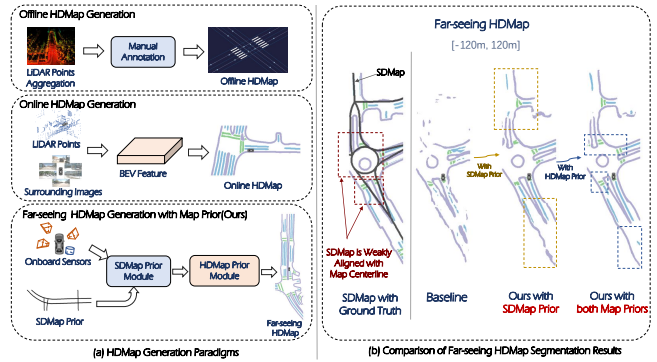 Offline HDMap Generation
LiDAR Points
Aggregation
Manual
Annotation
Offline HDMap
Online HDMap Generation
LiDAR Points
Surrounding Images
BEV Feature
Online HDMap
Far-seeing HDMap Generation with Map Prior(Ours)
Onboard Sensors
SDMap Prior
SDMap Prior
Module
HDMap Prior
Module
Far-seeing
HDMap
(a) HDMap Generation Paradigms
Far-seeing HDMap
[-120m, 120m]
SDMap
SDMap is Weakly
Aligned with
Map Centerline
With
SDMap Prior
With
HDMap Prior
SDMap with
Ground Truth
Baseline
Ours with
SDMap Prior
Ours with
both Map Priors
(b) Comparison of Far-seeing HDMap Segmentation Results